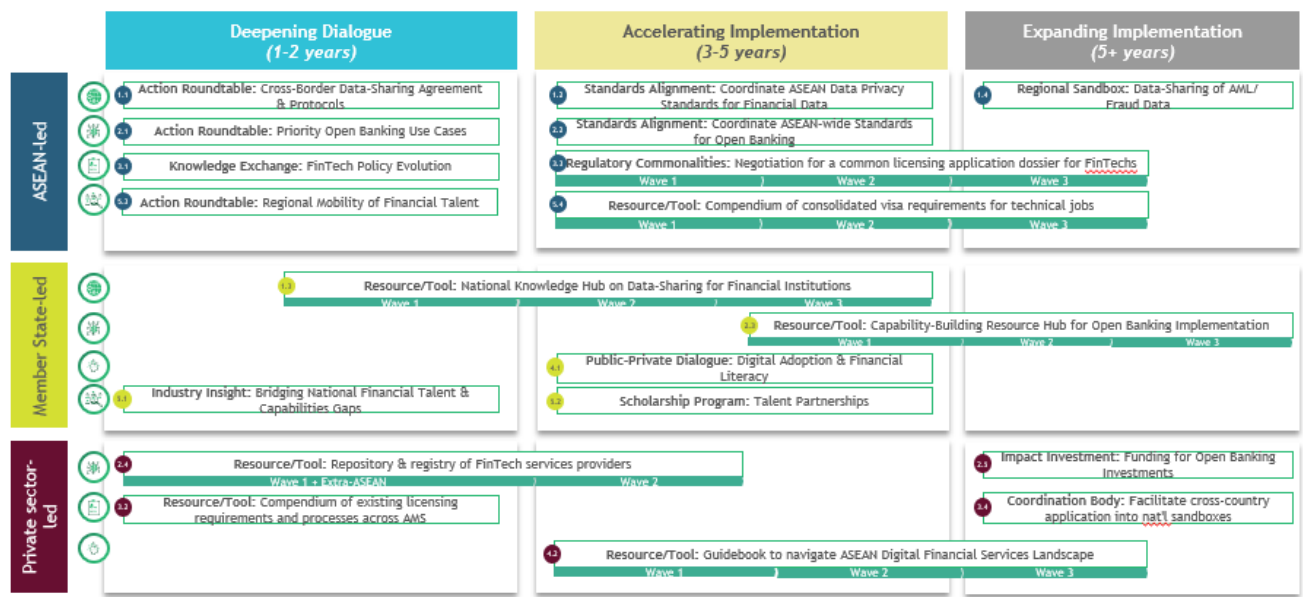 Deepening Dialogue
(1-2 years)
Accelerating Implementation
(3-5 years)
Expanding Implementation
(5+ years)
ASEAN-led
1.1
Action Roundtable: Cross-Border Data-Sharing Agreement
& Protocols
1.2
Standards Alignment: Coordinate ASEAN Data Privacy
Standards for Financial Data
1.4
Regional Sandbox: Data-Sharing of AML/
Fraud Data
2.1
Action Roundtable: Priority Open Banking Use Cases
2.2
Standards Alignment: Coordinate ASEAN-wide Standards
for Open Banking
3.1
Knowledge Exchange: FinTech Policy Evolution
3.3
Regulatory Commonalities: Negotiation for a common licensing application dossier for FinTechs
Wave 1
Wave 2
Wave 3
5.3
Action Roundtable: Regional Mobility of Financial Talent
5.4
Resource/Tool: Compendium of consolidated visa requirements for technical jobs
Wave 1
Wave 2
Wave 3
Member State-led
1.3
Resource/Tool: National Knowledge Hub on Data-Sharing for Financial Institutions
Wave 1
Wave 2
Wave 3
2.3
Resource/Tool: Capability-Building Resource Hub for Open Banking Implementation
Wave 1
Wave 2
Wave 3
4.1
Public-Private Dialogue: Digital Adoption & Financial
Literacy
5.1
Industry Insight: Bridging National Financial Talent &
Capabilities Gaps
5.2
Scholarship Program: Talent Partnerships
Private sector-
led
2.4
Resource/Tool: Repository & registry of FinTech services providers
Wave 1 + Extra-ASEAN
Wave 2
2.5
Impact Investment: Funding for Open Banking
Investments
3.2
Resource/Tool: Compendium of existing licensing
requirements and processes across AMS
3.4
Coordination Body: Facilitate cross-country
application into nat'l sandboxes
4.2
Resource/Tool: Guidebook to navigate ASEAN Digital Financial Services Landscape
Wave 1
Wave 2
Wave 3